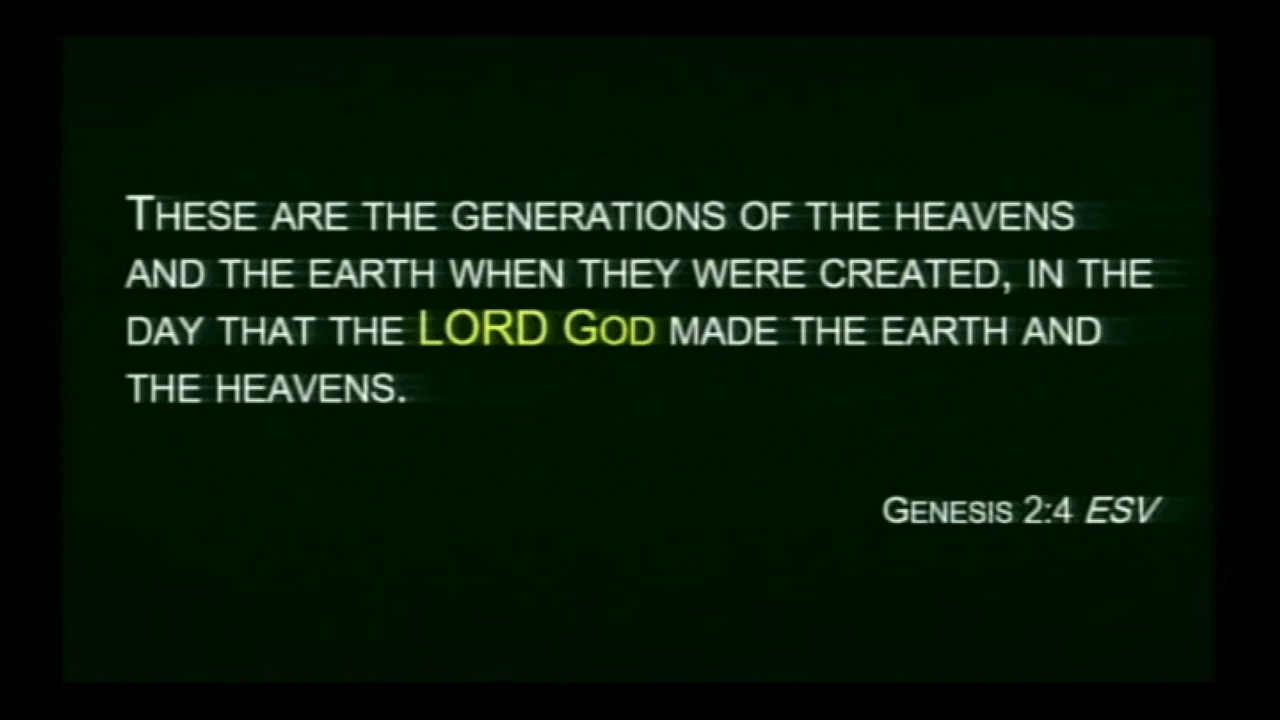 These are the generations of the heavens
and the earth when they were created, in the
day that the LORD God made the earth and
the heavens.
Genesis 2:4 ESV